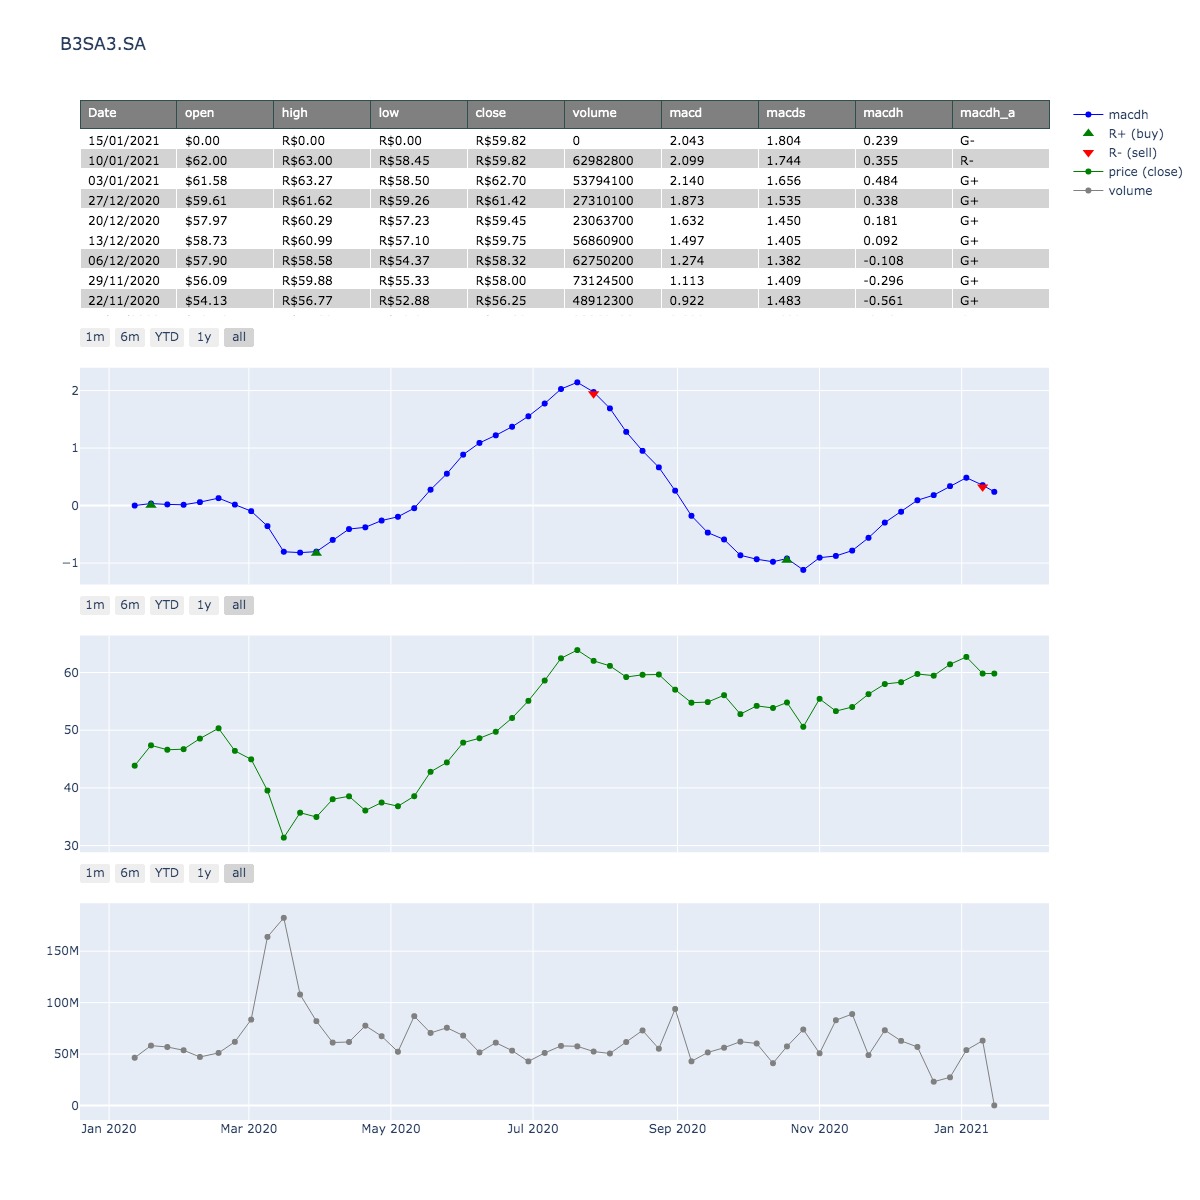 B3SA3.SA
Date open high low close volume macd macds macdh macdh_a
15/01/2021 $0.00 R$0.00 R$0.00 R$59.82 0 2.043 1.804 0.239 G-
10/01/2021 $62.00 R$63.00 R$58.45 R$59.82 62982800 2.099 1.744 0.355 R-
03/01/2021 $61.58 R$63.27 R$58.50 R$62.70 53794100 2.140 1.656 0.484 G+
27/12/2020 $59.61 R$61.62 R$59.26 R$61.42 27310100 1.873 1.535 0.338 G+
20/12/2020 $57.97 R$60.29 R$57.23 R$59.45 23063700 1.632 1.450 0.181 G+
13/12/2020 $58.73 R$60.99 R$57.10 R$59.75 56860900 1.497 1.405 0.092 G+
06/12/2020 $57.90 R$58.58 R$54.37 R$58.32 62750200 1.274 1.382 -0.108 G+
29/11/2020 $56.09 R$59.88 R$55.33 R$58.00 73124500 1.113 1.409 -0.296 G+
22/11/2020 $54.13 R$56.77 R$52.88 R$56.25 48912300 0.922 1.483 -0.561 G+
macdh
R+ (buy)
R- (sell)
price (close)
volume
1m 6m YTD 1y all
2
1
0
−1
1m 6m YTD 1y all
60
50
40
30
1m 6m YTD 1y all
150M
100M
50M
0
Jan 2020 Mar 2020 May 2020 Jul 2020 Sep 2020 Nov 2020 Jan 2021